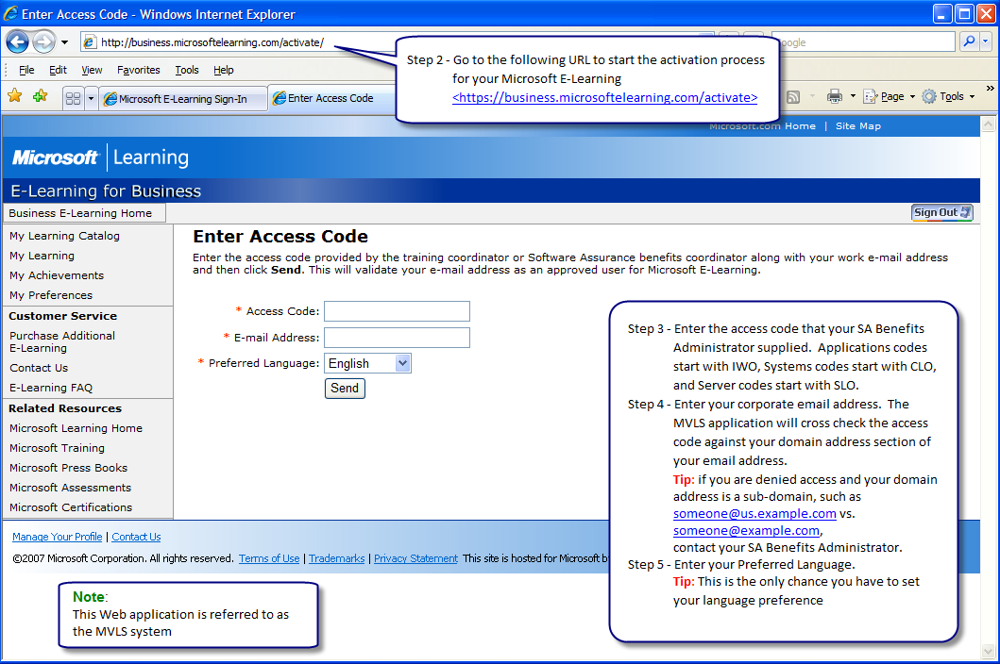 Enter Access Code - Windows Internet Explorer
http://business.microsoftelearning.com/activate/
File Edit View Favorites Tools Help
Microsoft E-Learning Sign-In
Enter Access Code
Page
Tools
Step 2 - Go to the following URL to start the activation process
for your Microsoft E-Learning
<https://business.microsoftelearning.com/activate>
Microsoft.com Home | Site Map
Microsoft Learning
E-Learning for Business
Business E-Learning Home
Sign Out
My Learning Catalog
My Learning
My Achievements
My Preferences
Customer Service
Purchase Additional
E-Learning
Contact Us
E-Learning FAQ
Related Resources
Microsoft Learning Home
Microsoft Training
Microsoft Press Books
Microsoft Assessments
Microsoft Certifications
Enter Access Code
Enter the access code provided by the training coordinator or Software Assurance benefits coordinator along with your work e-mail address
and then click Send. This will validate your e-mail address as an approved user for Microsoft E-Learning.
* Access Code:
* E-mail Address:
* Preferred Language: English
Send
Step 3 - Enter the access code that your SA Benefits
Administrator supplied. Applications codes
start with IWO, Systems codes start with CLO,
and Server codes start with SLO.
Step 4 - Enter your corporate email address. The
MVLS application will cross check the access
code against your domain address section of
your email address.
Tip: if you are denied access and your domain
address is a sub-domain, such as
someone@us.example.com vs.
someone@example.com,
contact your SA Benefits Administrator.
Step 5 - Enter your Preferred Language.
Tip: This is the only chance you have to set
your language preference
Manage Your Profile | Contact Us
©2007 Microsoft Corporation. All rights reserved. Terms of Use | Trademarks | Privacy Statement This site is hosted for Microsoft by
Note:
This Web application is referred to as
the MVLS system